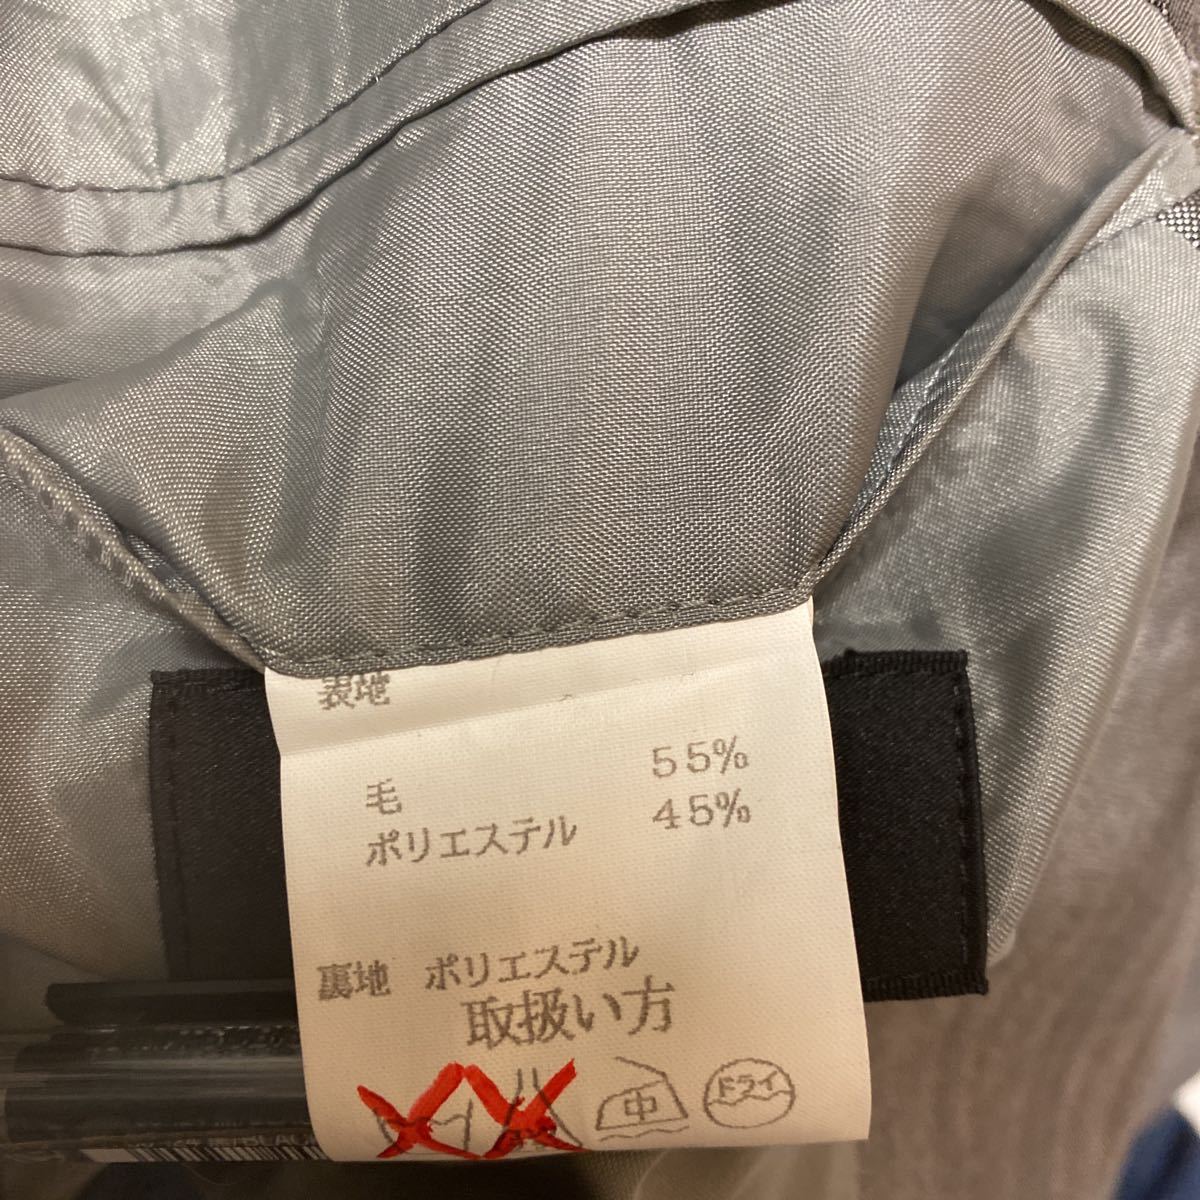 表地
毛 55%
ポリエステル 45%
裏地 ポリエステル
取扱い方
中 ドライ